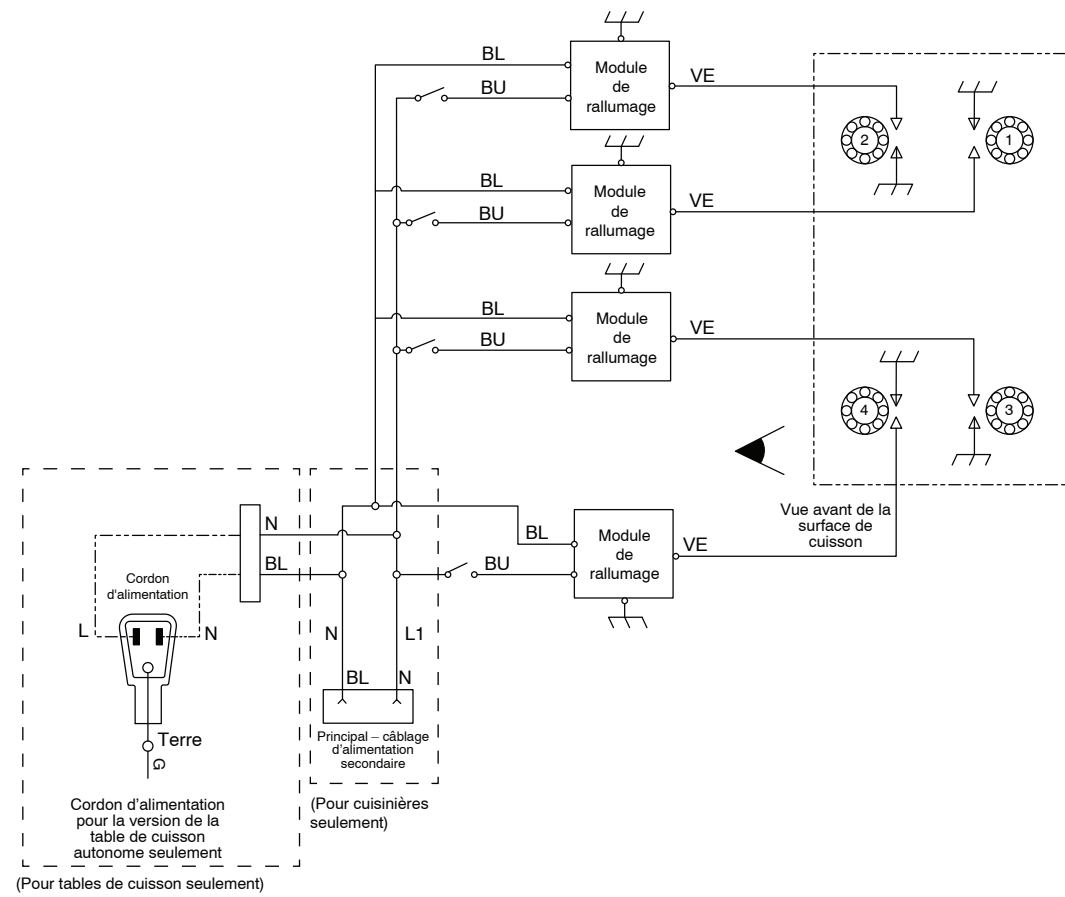 BL
Module
de
rallumage
BU
VE
2
1
BL
Module
de
rallumage
BU
VE
BL
Module
de
rallumage
BU
VE
4
3
Vue avant de la
surface de
cuisson
BL
Module
de
rallumage
BU
VE
N
BL
Cordon
d'alimentation
L
N
Terre
G
Cordon d'alimentation
pour la version de la
table de cuisson
autonome seulement
(Pour tables de cuisson seulement)
N
L1
BL
N
Principal – câblage
d'alimentation
secondaire
(Pour cuisinières
seulement)